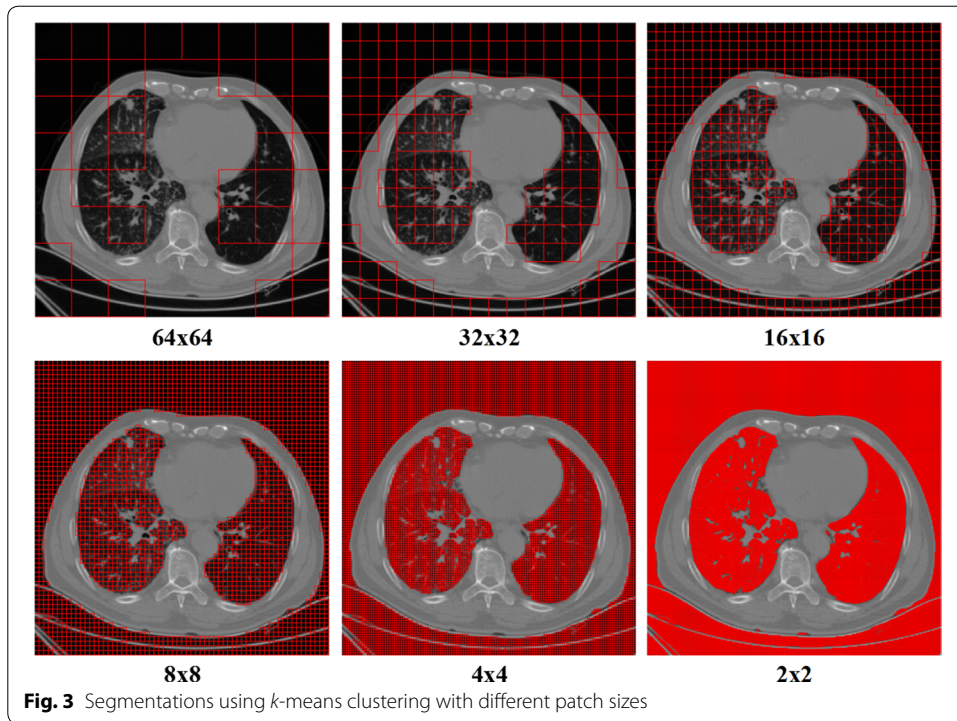 64x64
32x32
16x16
8x8
4x4
2x2
Fig. 3 Segmentations using k-means clustering with different patch sizes